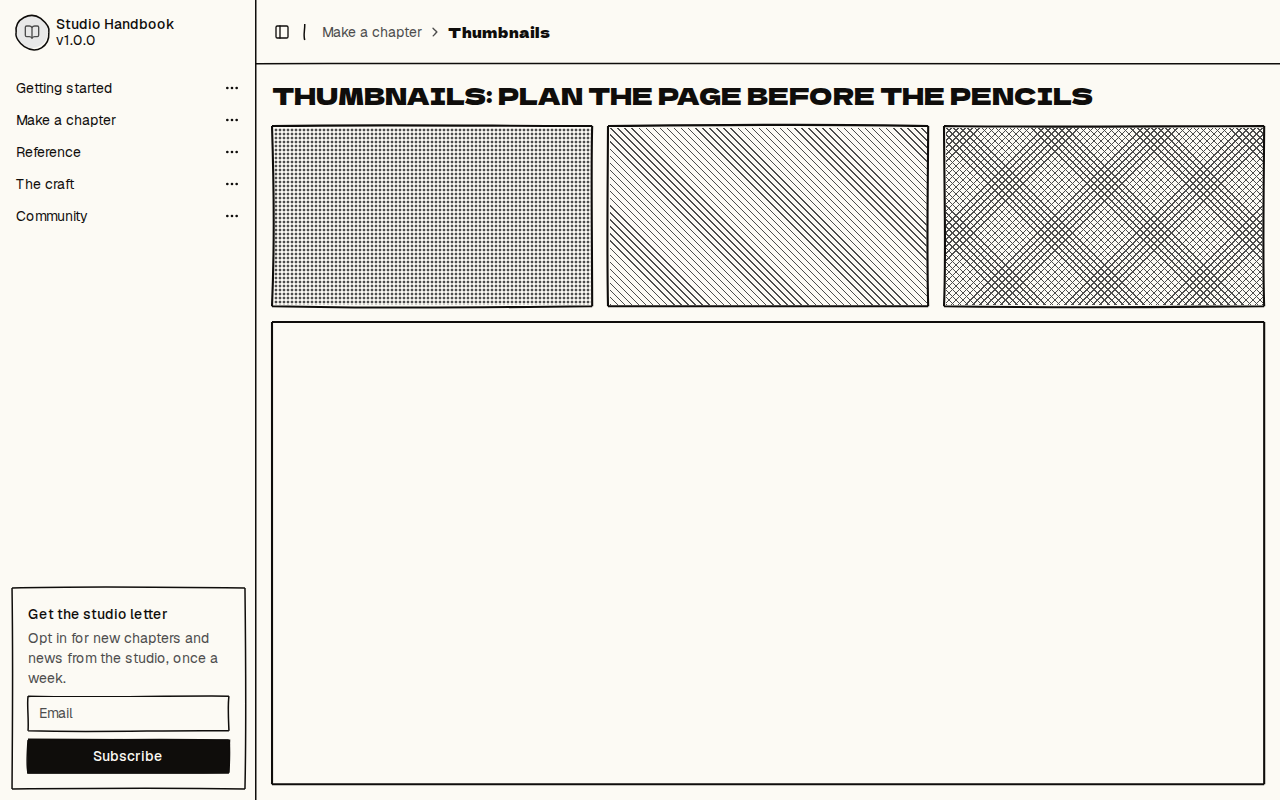 Studio Handbook
v1.0.0
Getting started
Make a chapter
Reference
The craft
Community
Get the studio letter
Opt in for new chapters and
news from the studio, once a
week.
Email
Subscribe
Make a chapter > Thumbnails
THUMBNAILS: PLAN THE PAGE BEFORE THE PENCILS